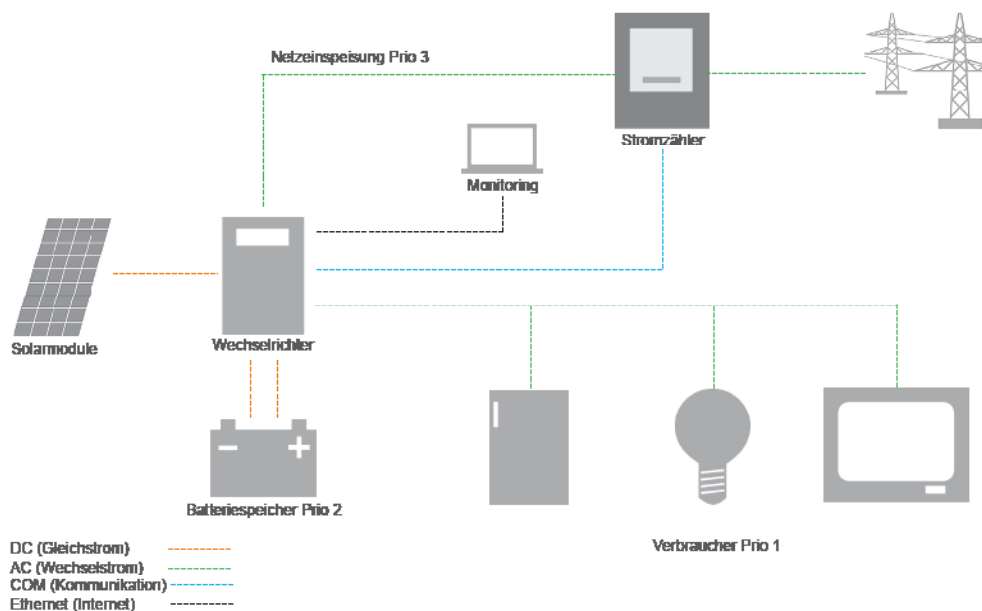 Netzeinspeisung Prio 3
Stromzähler
Monitoring
Solarmodule
Wechselrichter
Batteriespeicher Prio 2
Verbraucher Prio 1
DC (Gleichstrom)
AC (Wechselstrom)
COM (Kommunikation)
Ethernet (Internet)